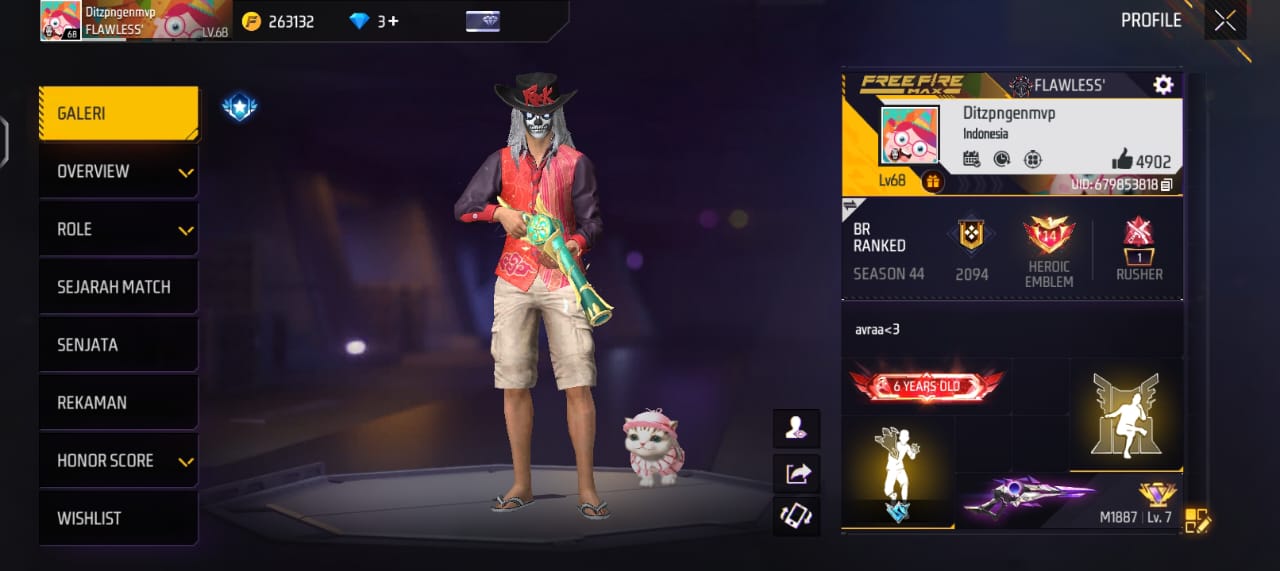 Ditzpngenmvp
FLAWLESS'
68
LV.68
263132
3+
PROFILE
GALERI
OVERVIEW
ROLE
SEJARAH MATCH
SENJATA
REKAMAN
HONOR SCORE
WISHLIST
FREE FIRE
MAX
FLAWLESS'
Ditzpngenmvp
Indonesia
4902
Lv68
UID:679853818
BR
RANKED
SEASON 44
2094
14
HEROIC
EMBLEM
1
RUSHER
avraa<3
6 YEARS OLD
M1887 | Lv. 7